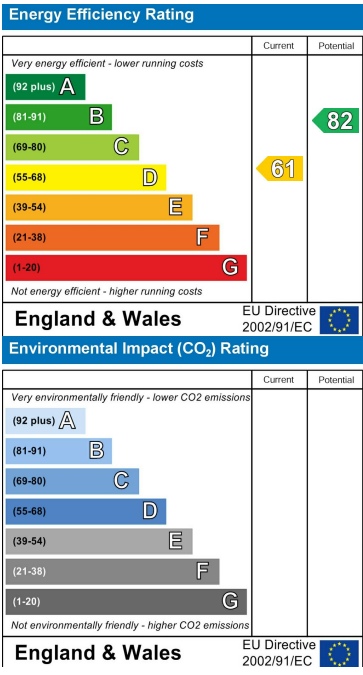 Energy Efficiency Rating
Current Potential
Very energy efficient - lower running costs
(92 plus) A
(81-91) B
82
(69-80) C
(55-68) D
61
(39-54) E
(21-38) F
(1-20) G
Not energy efficient - higher running costs
England & Wales
EU Directive
2002/91/EC
Environmental Impact (CO₂) Rating
Current Potential
Very environmentally friendly - lower CO2 emissions
(92 plus) A
(81-91) B
(69-80) C
(55-68) D
(39-54) E
(21-38) F
(1-20) G
Not environmentally friendly - higher CO2 emissions
England & Wales
EU Directive
2002/91/EC